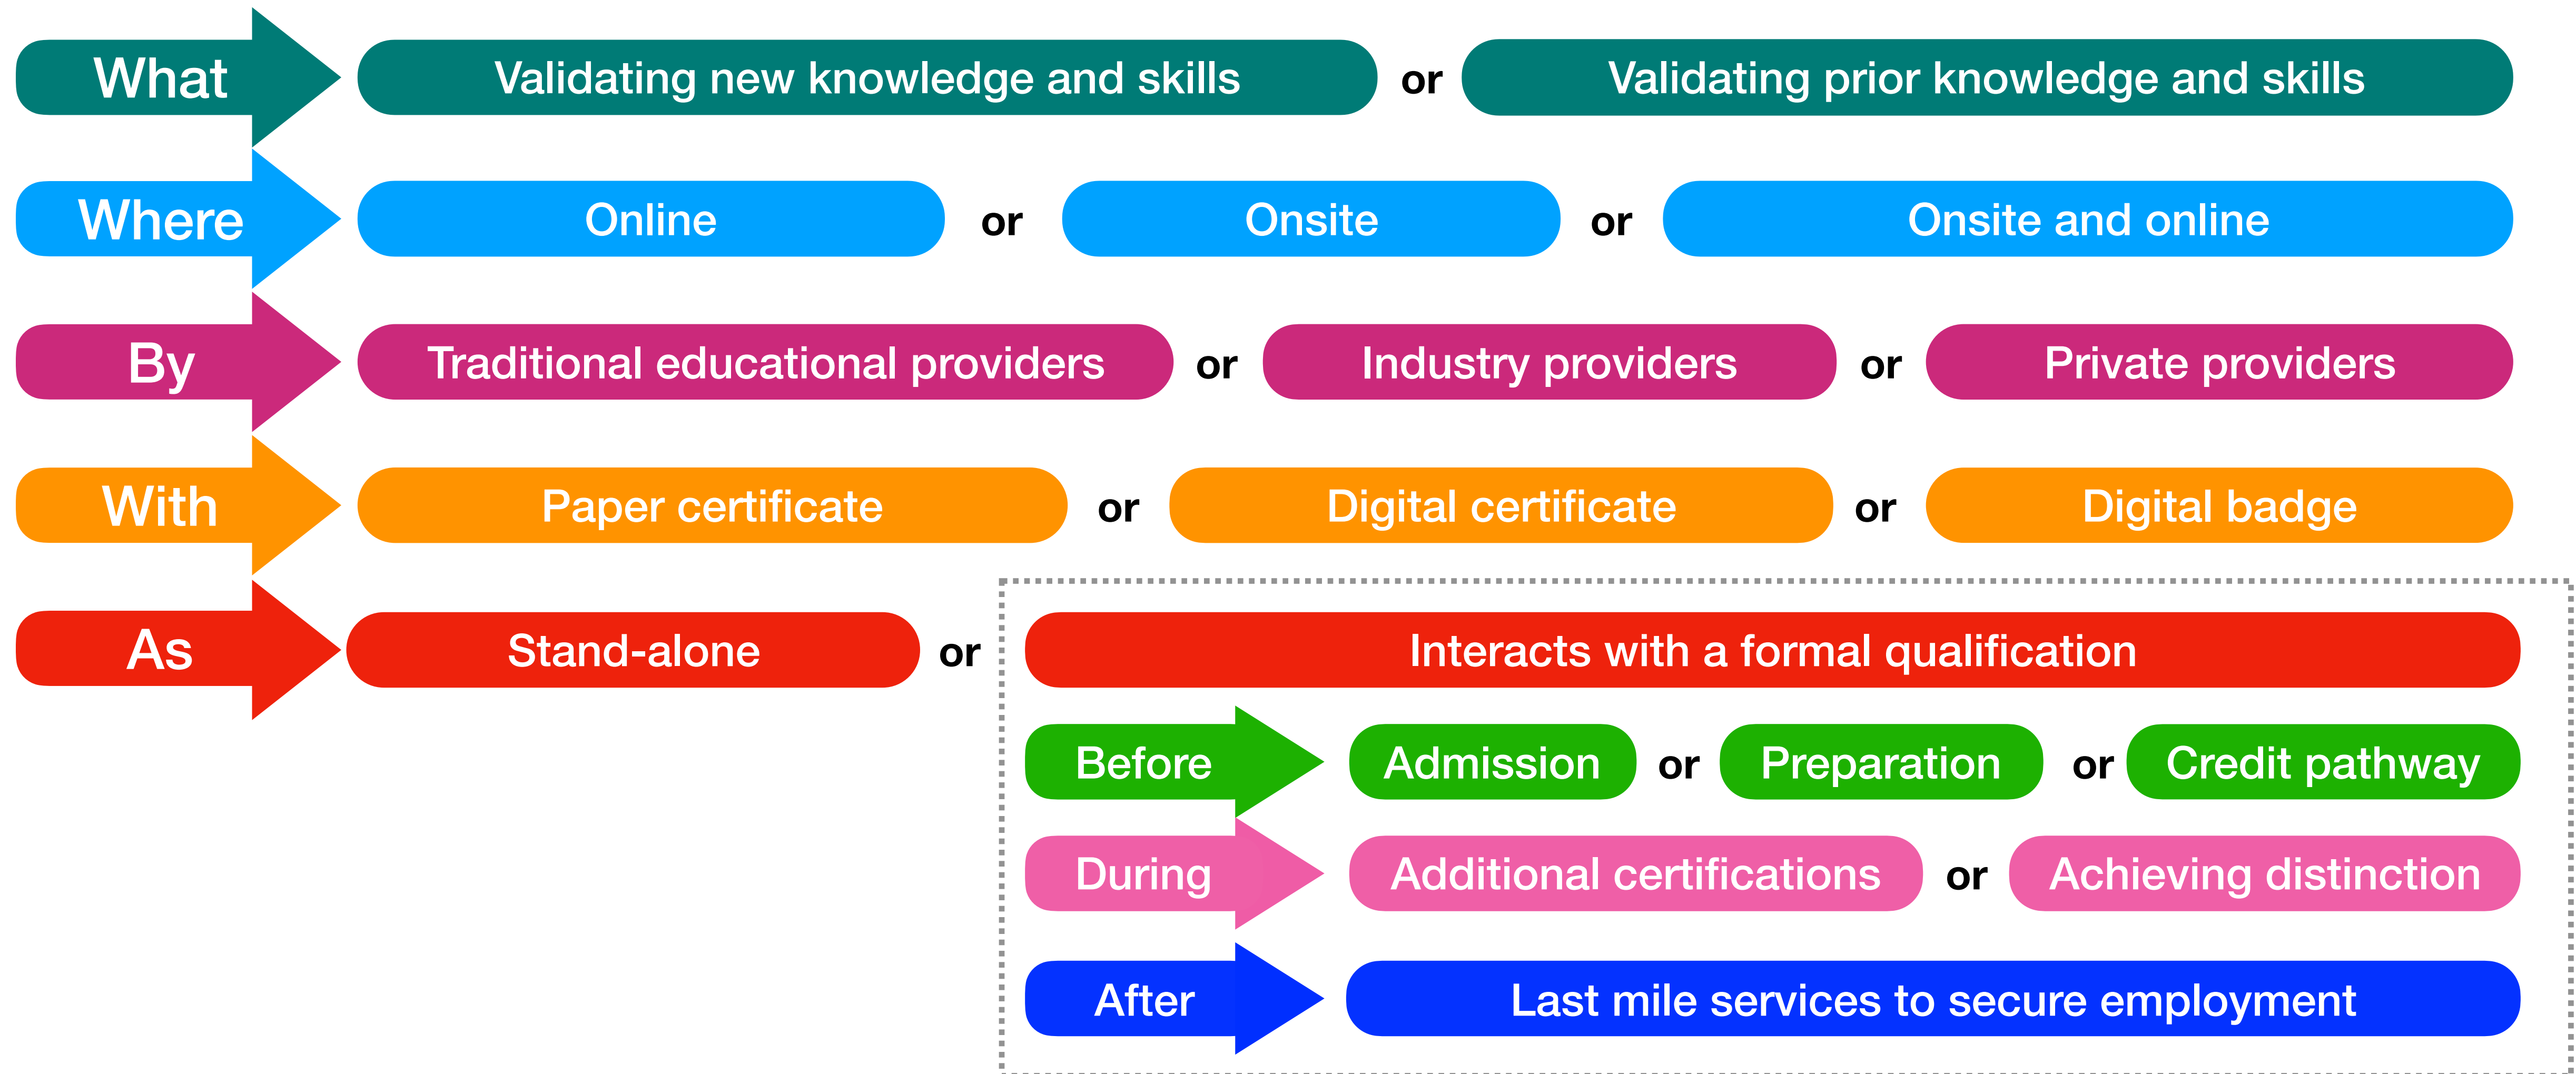 What Validating new knowledge and skills or Validating prior knowledge and skills
Where Online or Onsite or Onsite and online
By Traditional educational providers or Industry providers or Private providers
With Paper certificate or Digital certificate or Digital badge
As Stand-alone or Interacts with a formal qualification
Before Admission or Preparation or Credit pathway
During Additional certifications or Achieving distinction
After Last mile services to secure employment